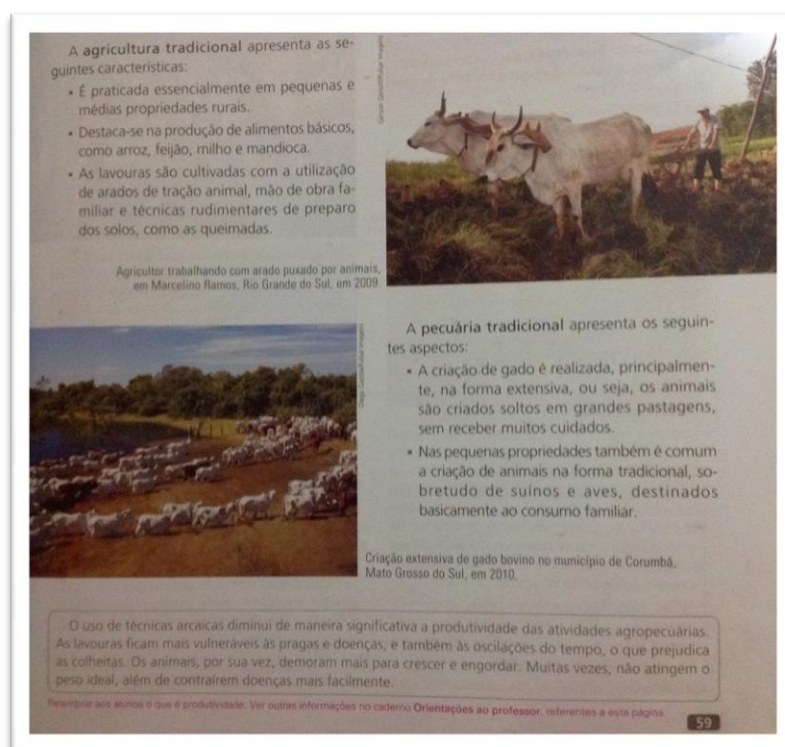 A agricultura tradicional apresenta as se-
guintes características:
• É praticada essencialmente em pequenas e
médias propriedades rurais.
• Destaca-se na produção de alimentos básicos,
como arroz, feijão, milho e mandioca.
• As lavouras são cultivadas com a utilização
de arados de tração animal, mão de obra fa-
miliar e técnicas rudimentares de preparo
dos solos, como as queimadas.
Agricultor trabalhando com arado puxado por animais,
em Marcelino Ramos, Rio Grande do Sul, em 2009.
A pecuária tradicional apresenta os seguin-
tes aspectos:
• A criação de gado é realizada, principalmen-
te, na forma extensiva, ou seja, os animais
são criados soltos em grandes pastagens,
sem receber muitos cuidados.
• Nas pequenas propriedades também é comum
a criação de animais na forma tradicional, so-
bretudo de suínos e aves, destinados
basicamente ao consumo familiar.
Criação extensiva de gado bovino no município de Corumbá,
Mato Grosso do Sul, em 2010.
O uso de técnicas arcaicas diminui de maneira significativa a produtividade das atividades agropecuárias.
As lavouras ficam mais vulneráveis às pragas e doenças, e também às oscilações do tempo, o que prejudica
as colheitas. Os animais, por sua vez, demoram mais para crescer e engordar. Muitas vezes, não atingem o
peso ideal, além de contraírem doenças mais facilmente.
Relembrar aos alunos o que é produtividade. Ver outras informações no caderno Orientações ao professor, referentes a esta página.
59